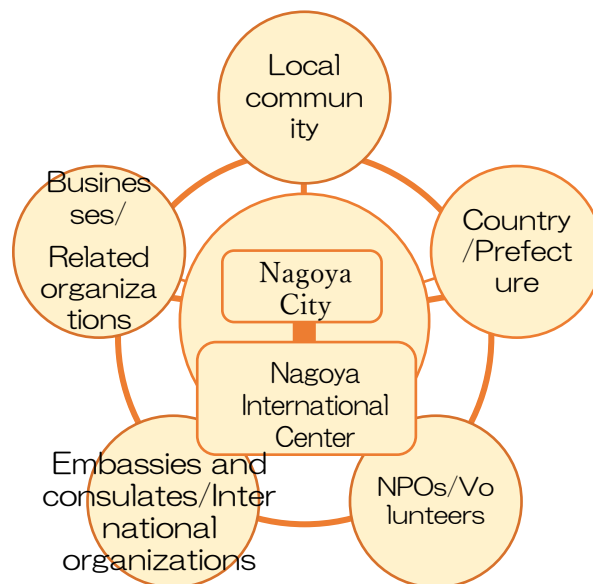 Local
commun
ity
Busines
ses/
Related
organiza
tions
Country
/Prefect
ure
Nagoya
City
Nagoya
International
Center
Embassies and
consulates/Inter
national
organizations
NPOs/Vo
lunteers